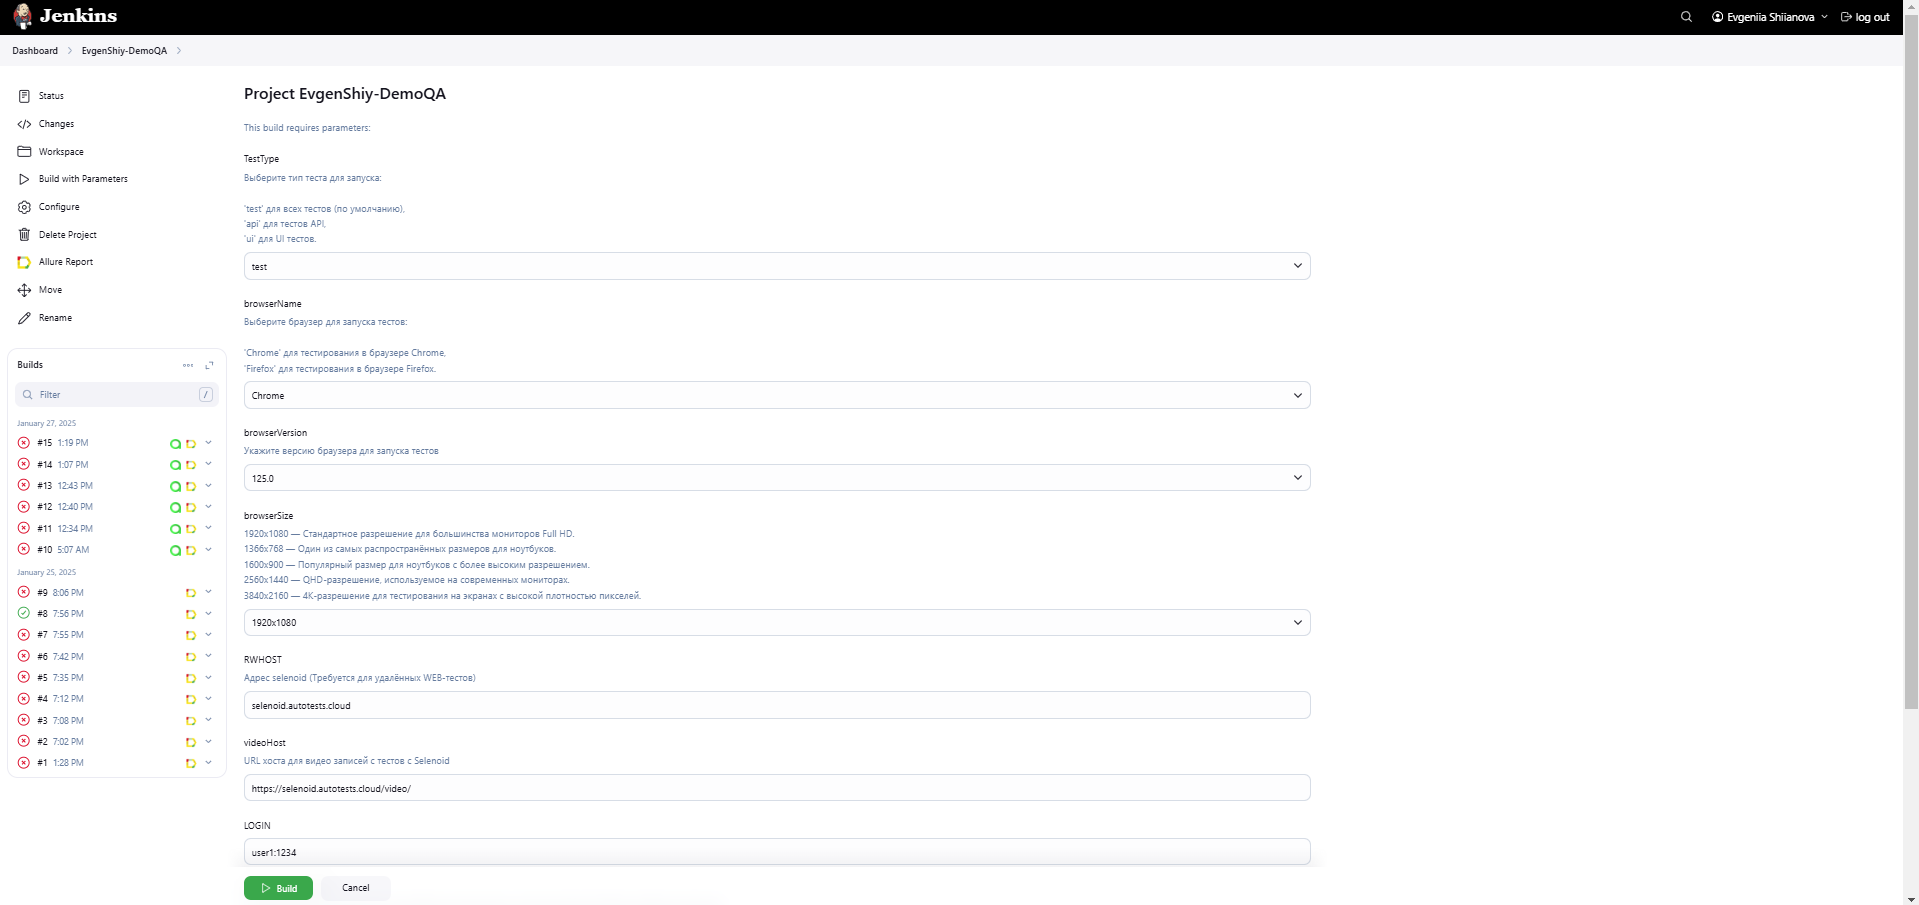 Jenkins
Evgeniia Shiianova
log out
Dashboard
EvgenShiy-DemoQA
Status
Changes
Workspace
Build with Parameters
Configure
Delete Project
Allure Report
Move
Rename
Builds
Filter
/
January 27, 2025
#15 1:19 PM
#14 1:07 PM
#13 12:43 PM
#12 12:40 PM
#11 12:34 PM
#10 5:07 AM
January 25, 2025
#9 8:06 PM
#8 7:56 PM
#7 7:55 PM
#6 7:42 PM
#5 7:35 PM
#4 7:12 PM
#3 7:08 PM
#2 7:02 PM
#1 1:28 PM
Project EvgenShiy-DemoQA
This build requires parameters:
TestType
Выберите тип теста для запуска:
'test' для всех тестов (по умолчанию),
'api' для тестов API,
'ui' для UI тестов.
test
browserName
Выберите браузер для запуска тестов:
'Chrome' для тестирования в браузере Chrome,
'Firefox' для тестирования в браузере Firefox.
Chrome
browserVersion
Укажите версию браузера для запуска тестов
125.0
browserSize
1920x1080 — Стандартное разрешение для большинства мониторов Full HD.
1366x768 — Один из самых распространённых размеров для ноутбуков.
1600x900 — Популярный размер для ноутбуков с более высоким разрешением.
2560x1440 — QHD-разрешение, используемое на современных мониторах.
3840x2160 — 4K-разрешение для тестирования на экранах с высокой плотностью пикселей.
1920x1080
RWHOST
Адрес selenoid (Требуется для удалённых WEB-тестов)
selenoid.autotests.cloud
videoHost
URL хоста для видео записей с тестов с Selenoid
https://selenoid.autotests.cloud/video/
LOGIN
user1:1234
Build
Cancel